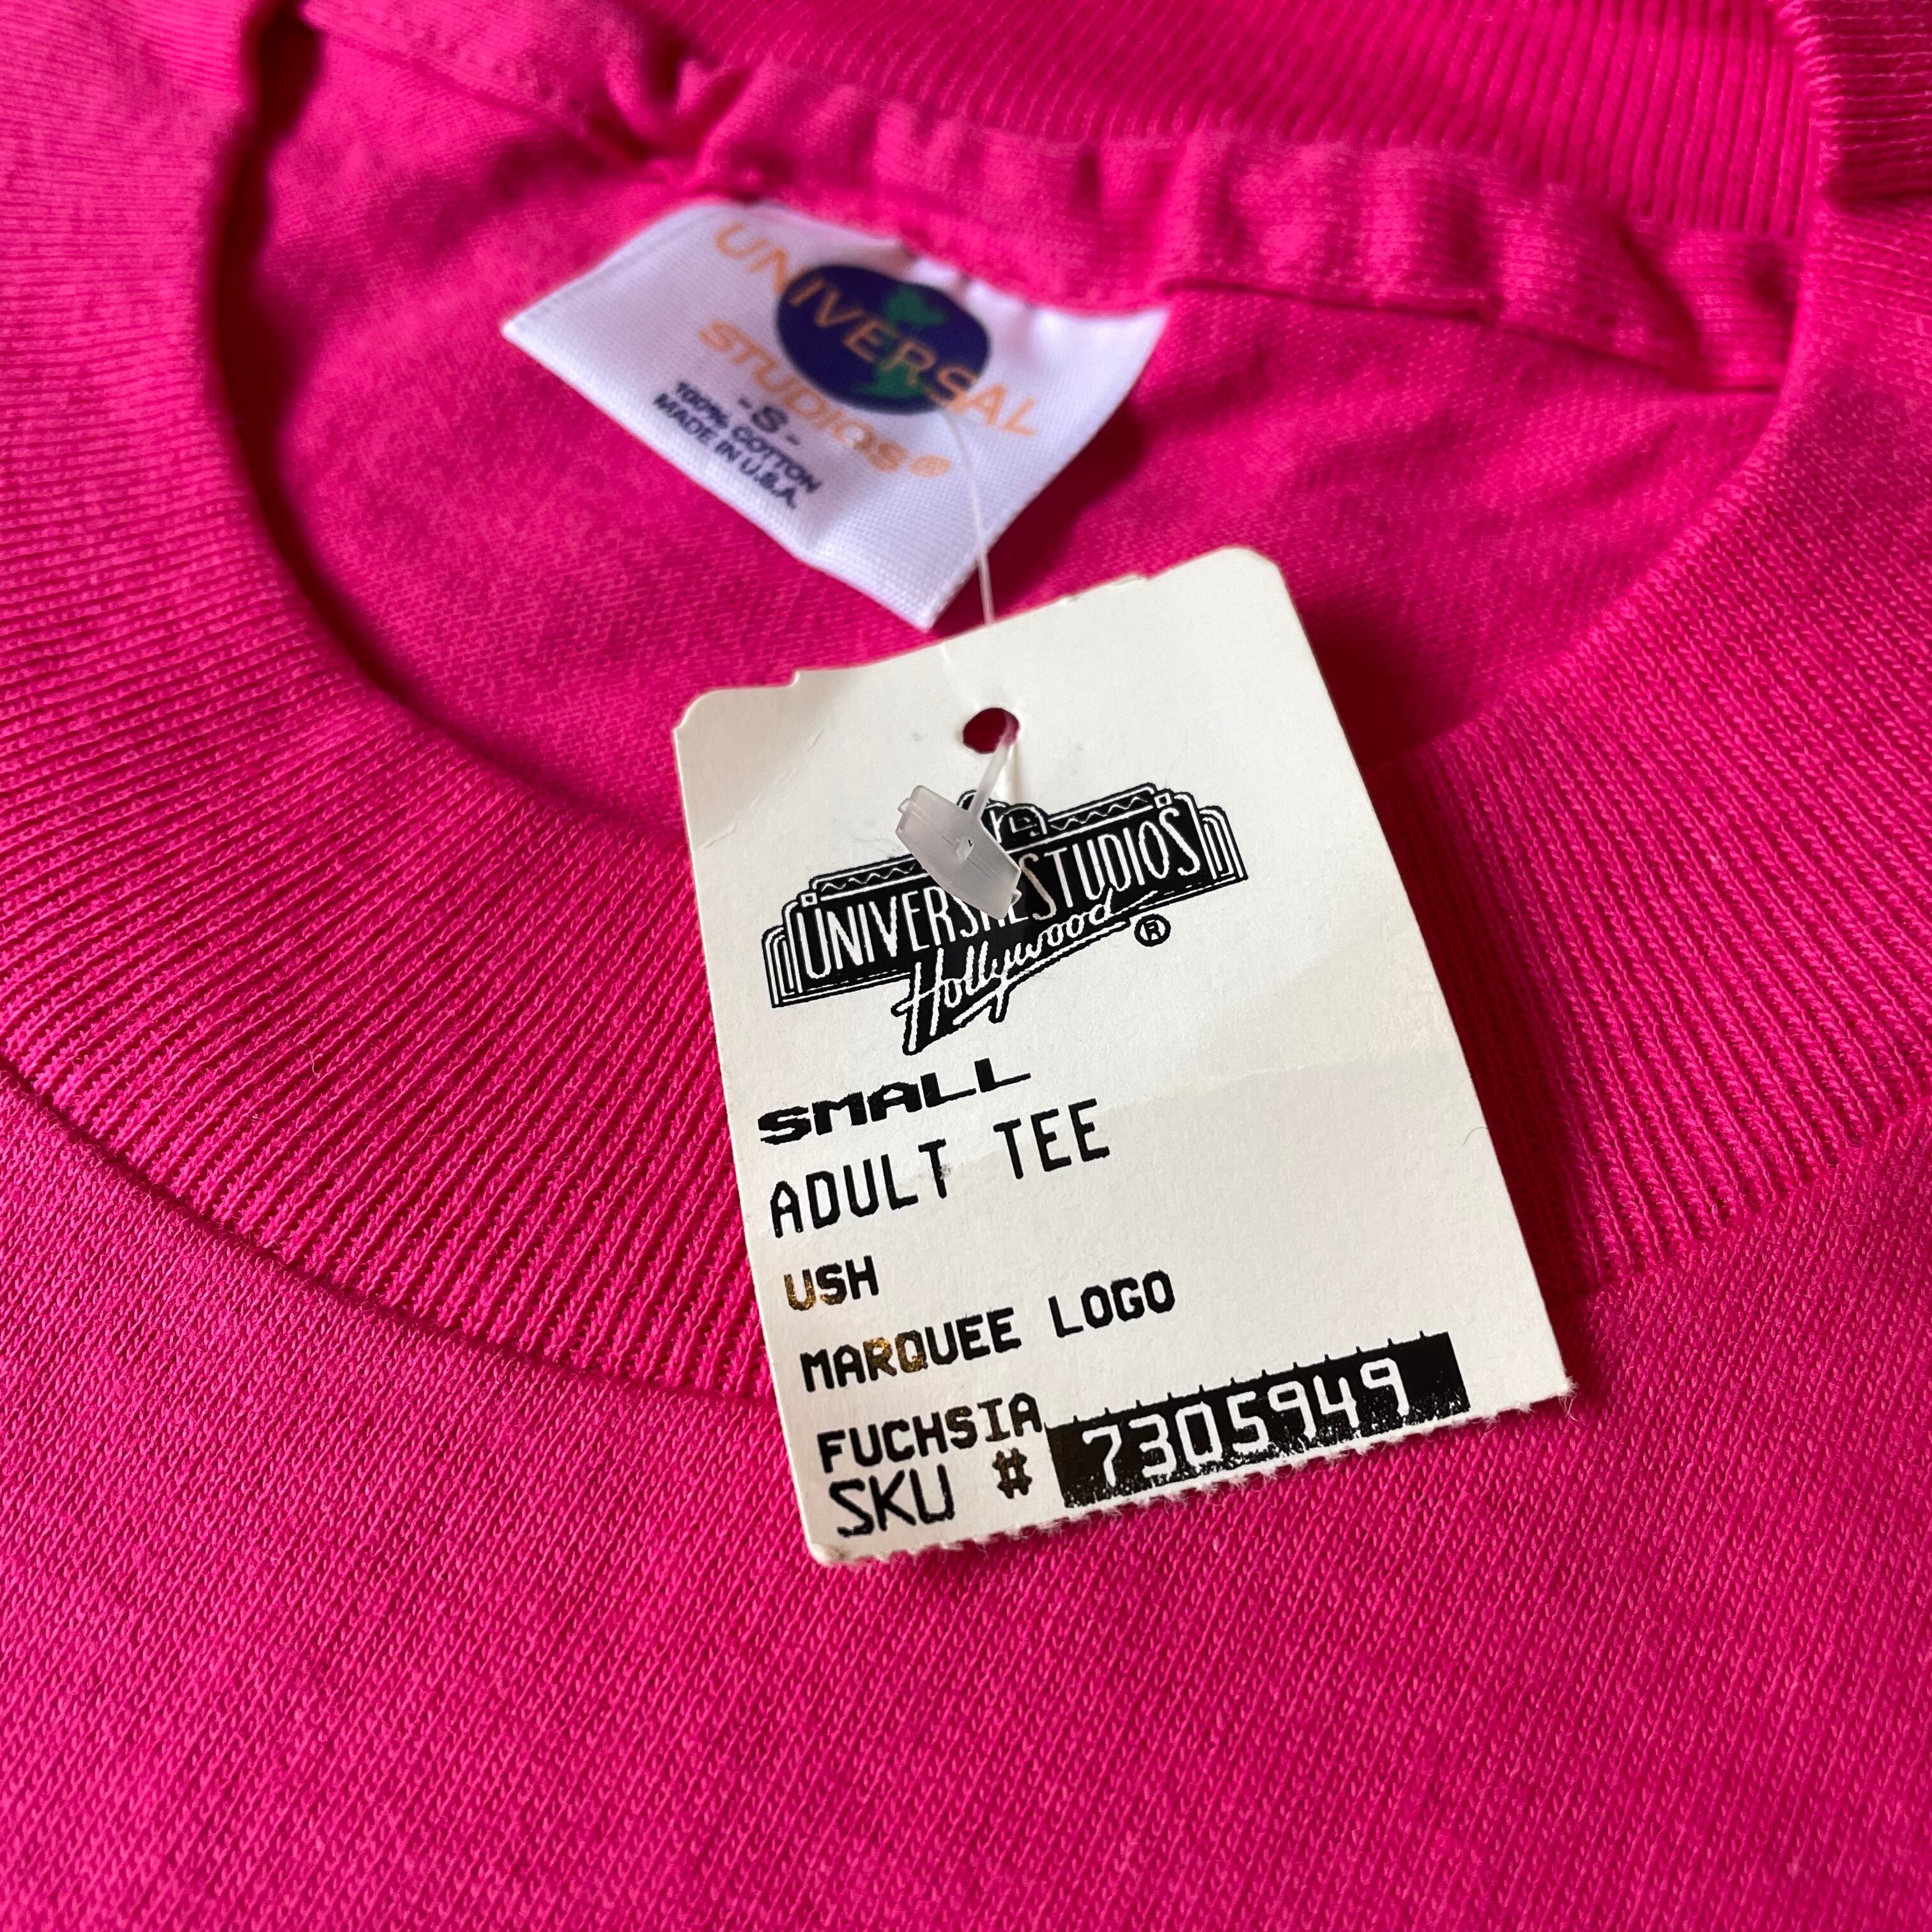 UNIVERSAL
STUDIOS®
-S-
100% COTTON
MADE IN U.S.A.
UNIVERSAL STUDIOS
Hollywood ®
SMALL
ADULT TEE
USH
MARQUEE LOGO
FUCHSIA
SKU # 7305949